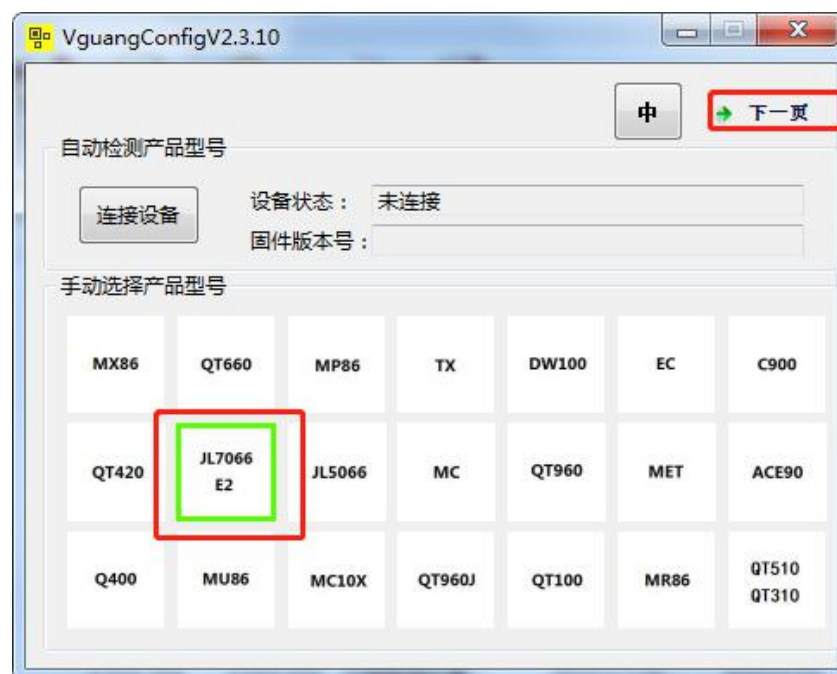 VguangConfigV2.3.10
中
下一页
自动检测产品型号
连接设备
设备状态： 未连接
固件版本号：
手动选择产品型号
MX86 QT660 MP86 TX DW100 EC C900
QT420 JL7066 E2 JL5066 MC QT960 MET ACE90
Q400 MU86 MC10X QT960J QT100 MR86 QT510 QT310